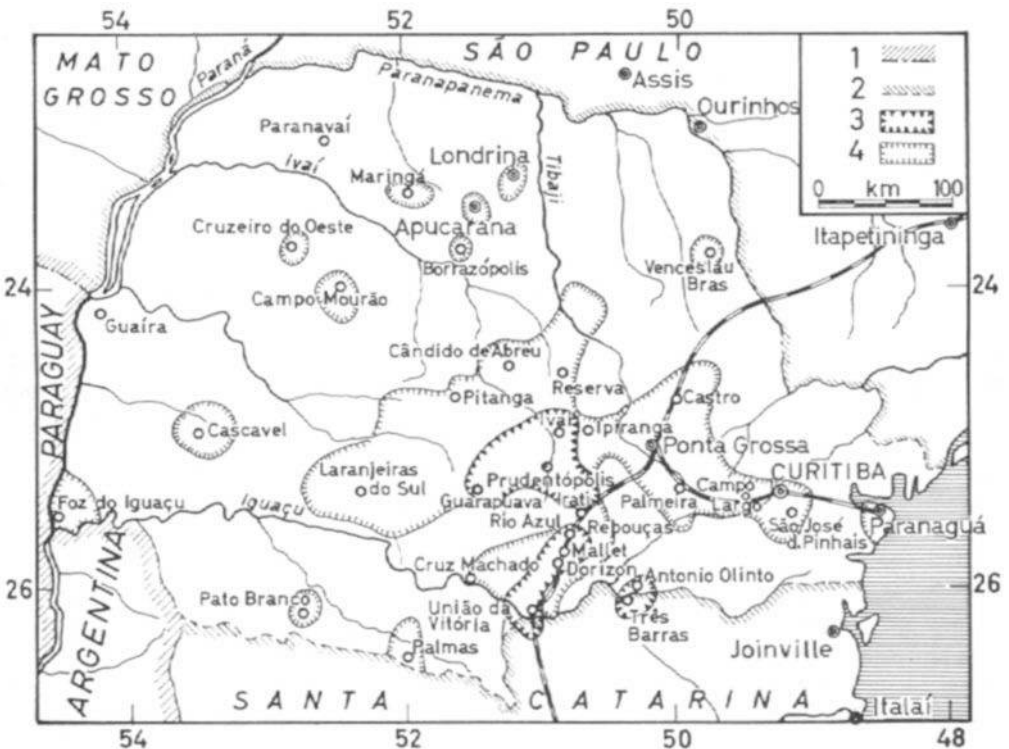 54
52
50
MATO
GROSSO
Paraná
SÃO PAULO
Paranapanema
Assis
Ourinhos
1
2
3
4
0 km 100
Paranavaí
Ivaí
Londrina
Tibaji
Maringá
Apucarana
Cruzeiro do Oeste
Borrazópolis
Itapetininga
Venceslau
Bras
24
24
Campo Mourão
Guaíra
Cândido de Abreu
Reserva
Pitanga
Castro
PARAGUAY
Cascavel
Ivaí
Ipiranga
Ponta Grossa
Laranjeiras
do Sul
Prudentópolis
Guarapuava
Irati
CURITIBA
Campo
Largo
Palmeira
Foz do Iguaçu
Iguaçu
Rio Azul
Rebouças
São José
d. Pinhais
Paranaguá
Mallet
Dorizon
Cruz Machado
Antonio Olinto
26
26
Pato Branco
União da
Vitória
Três
Barras
Palmas
Joinville
ARGENTINA
SANTA CATARINA
Italaí
54
52
50
48